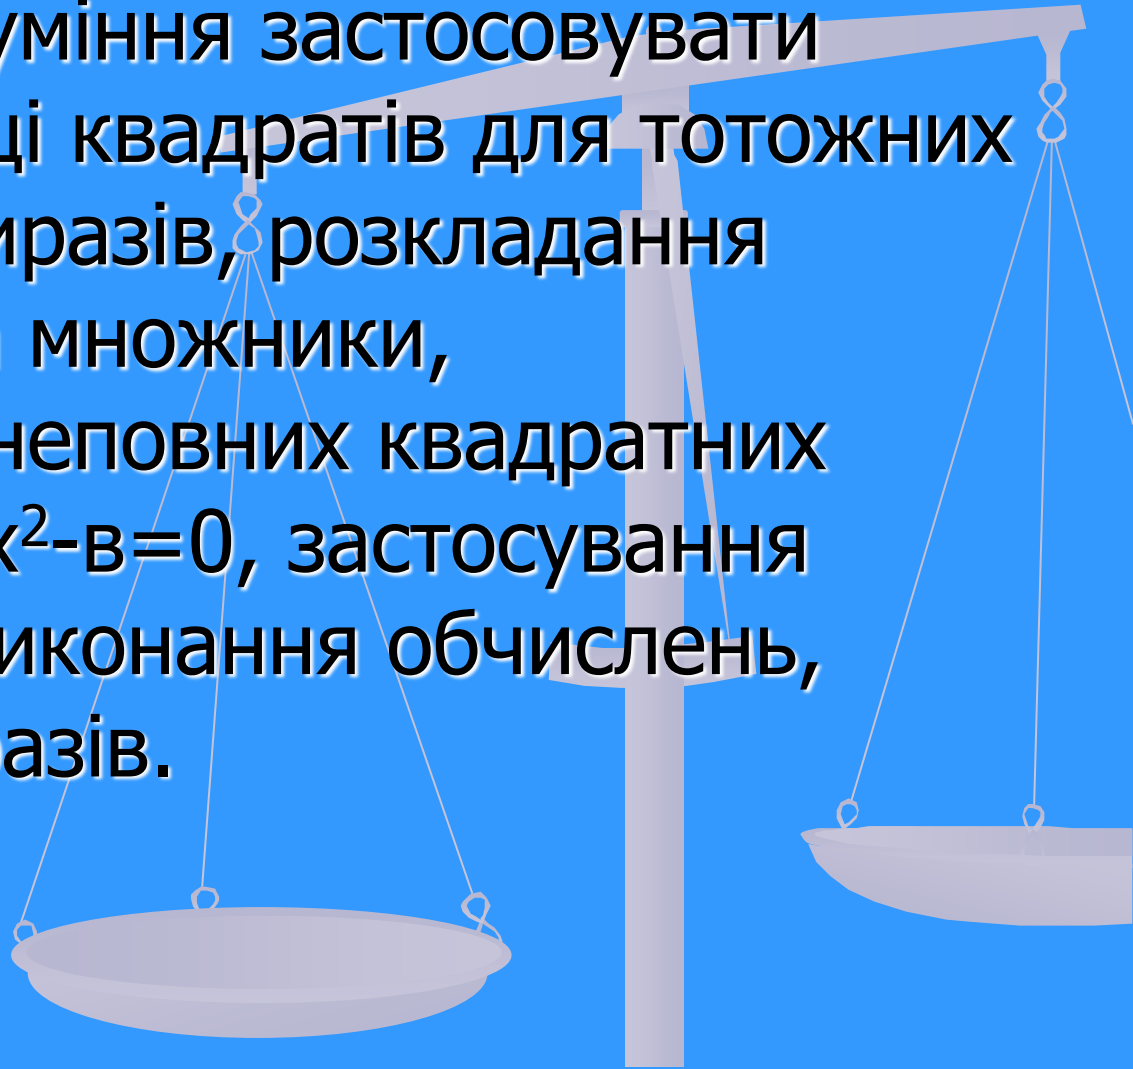 уміння застосовувати
ці квадратів для тотожних
иразів, розкладання
множники,
неповних квадратних
х²-в=0, застосування
иконання обчислень,
азів.